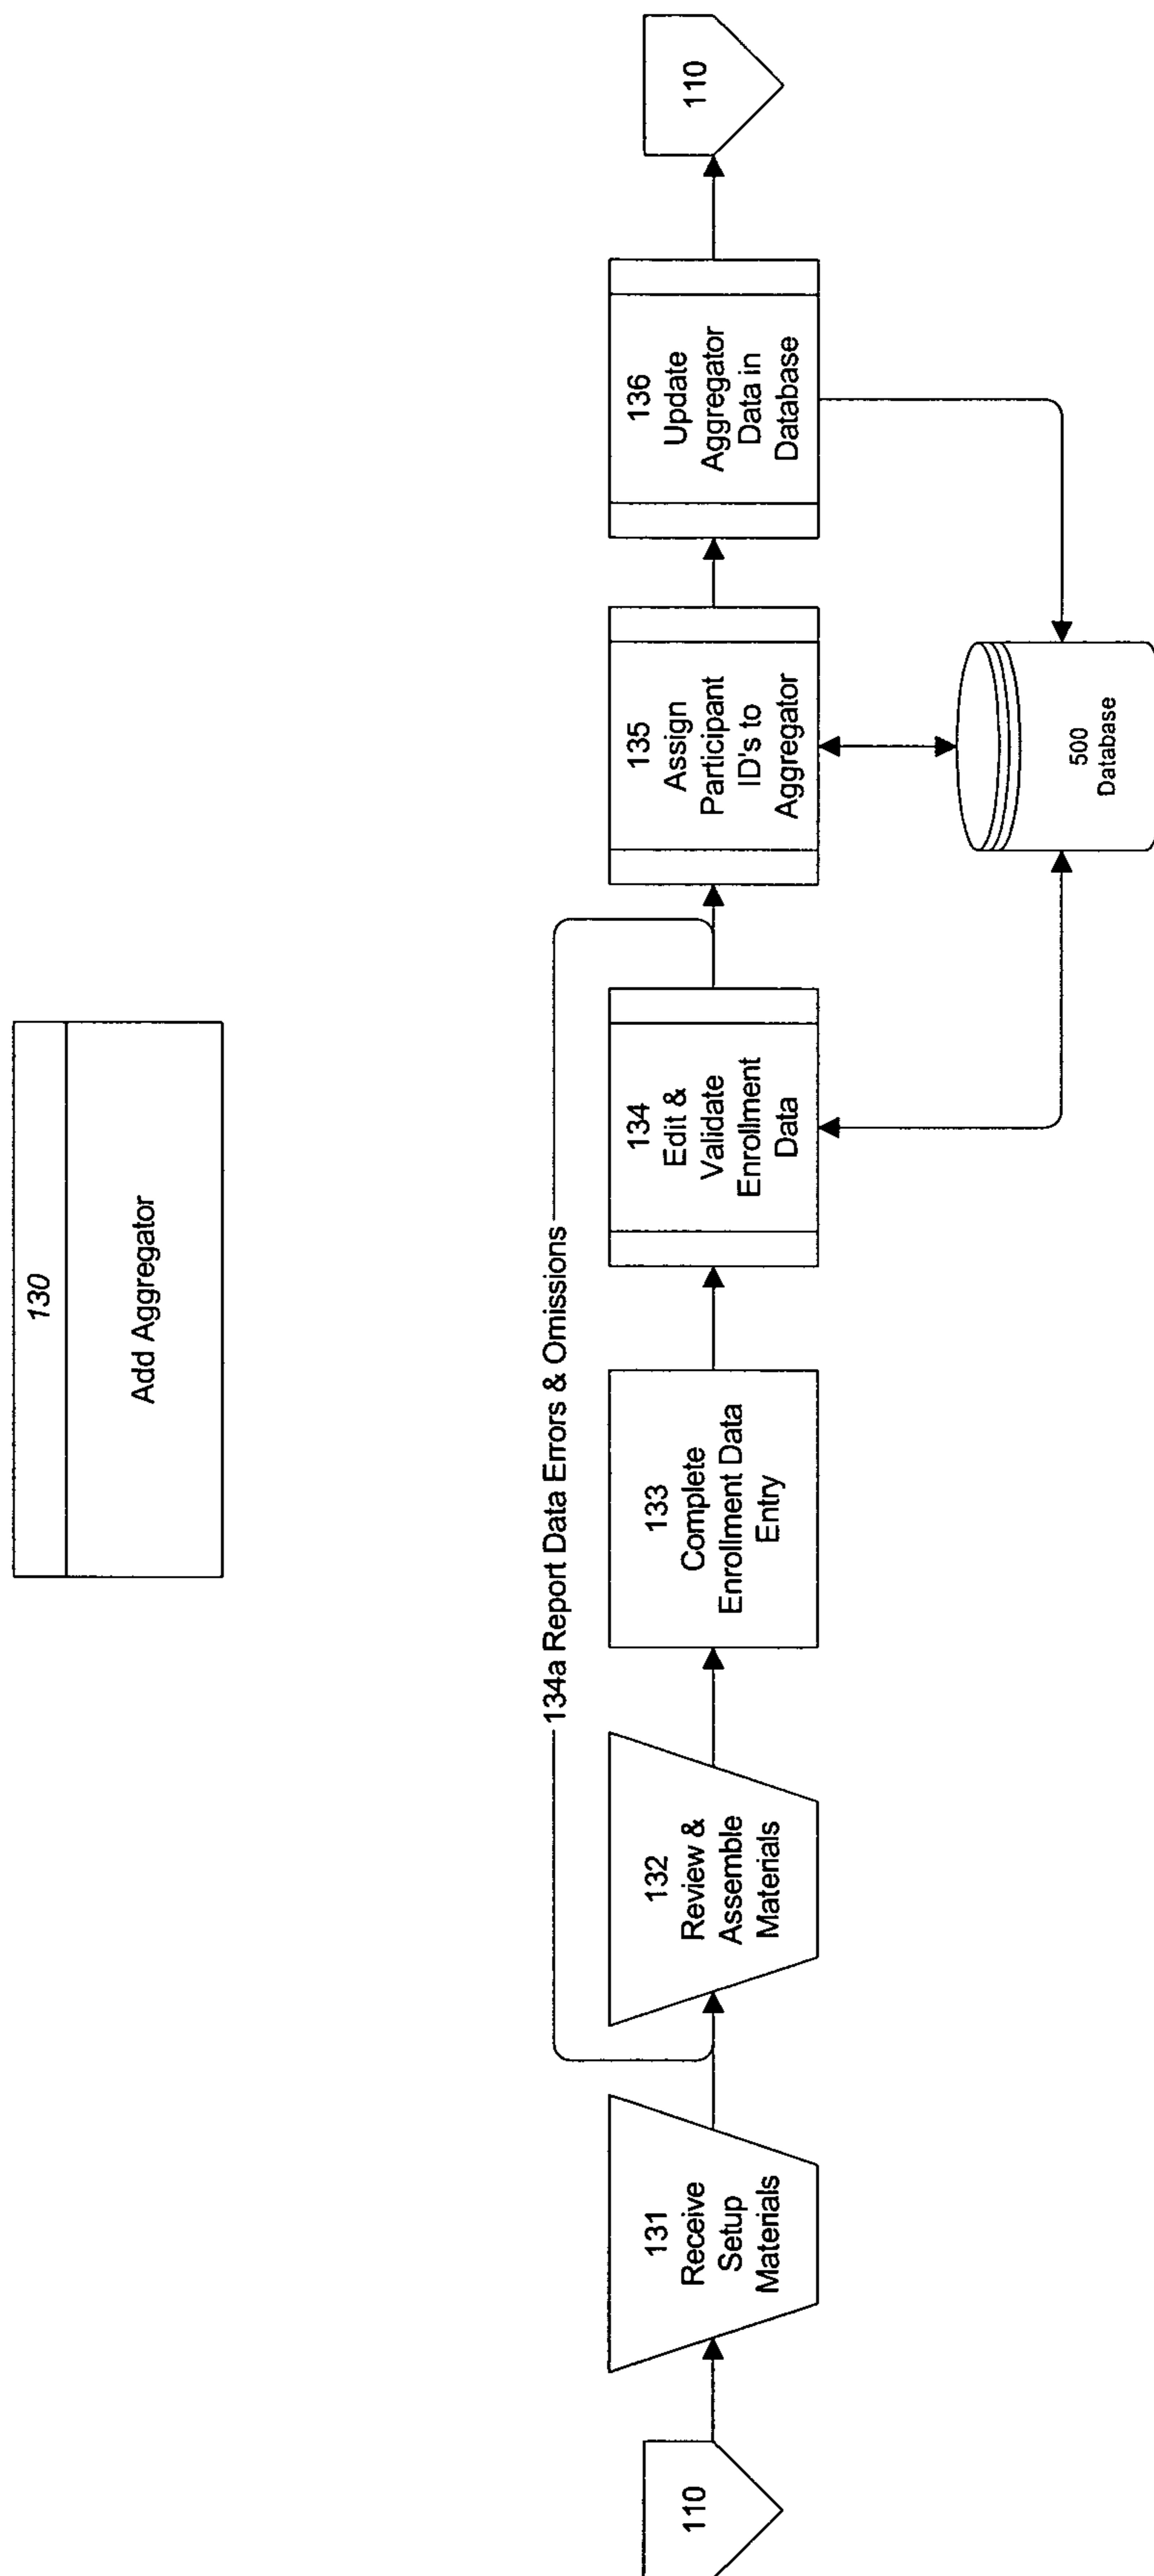 130
Add Aggregator
134a Report Data Errors & Omissions
110
131
Receive
Setup
Materials
132
Review &
Assemble
Materials
133
Complete
Enrollment Data
Entry
134
Edit &
Validate
Enrollment
Data
135
Assign
Participant
ID's to
Aggregator
136
Update
Aggregator
Data in
Database
110
500
Database